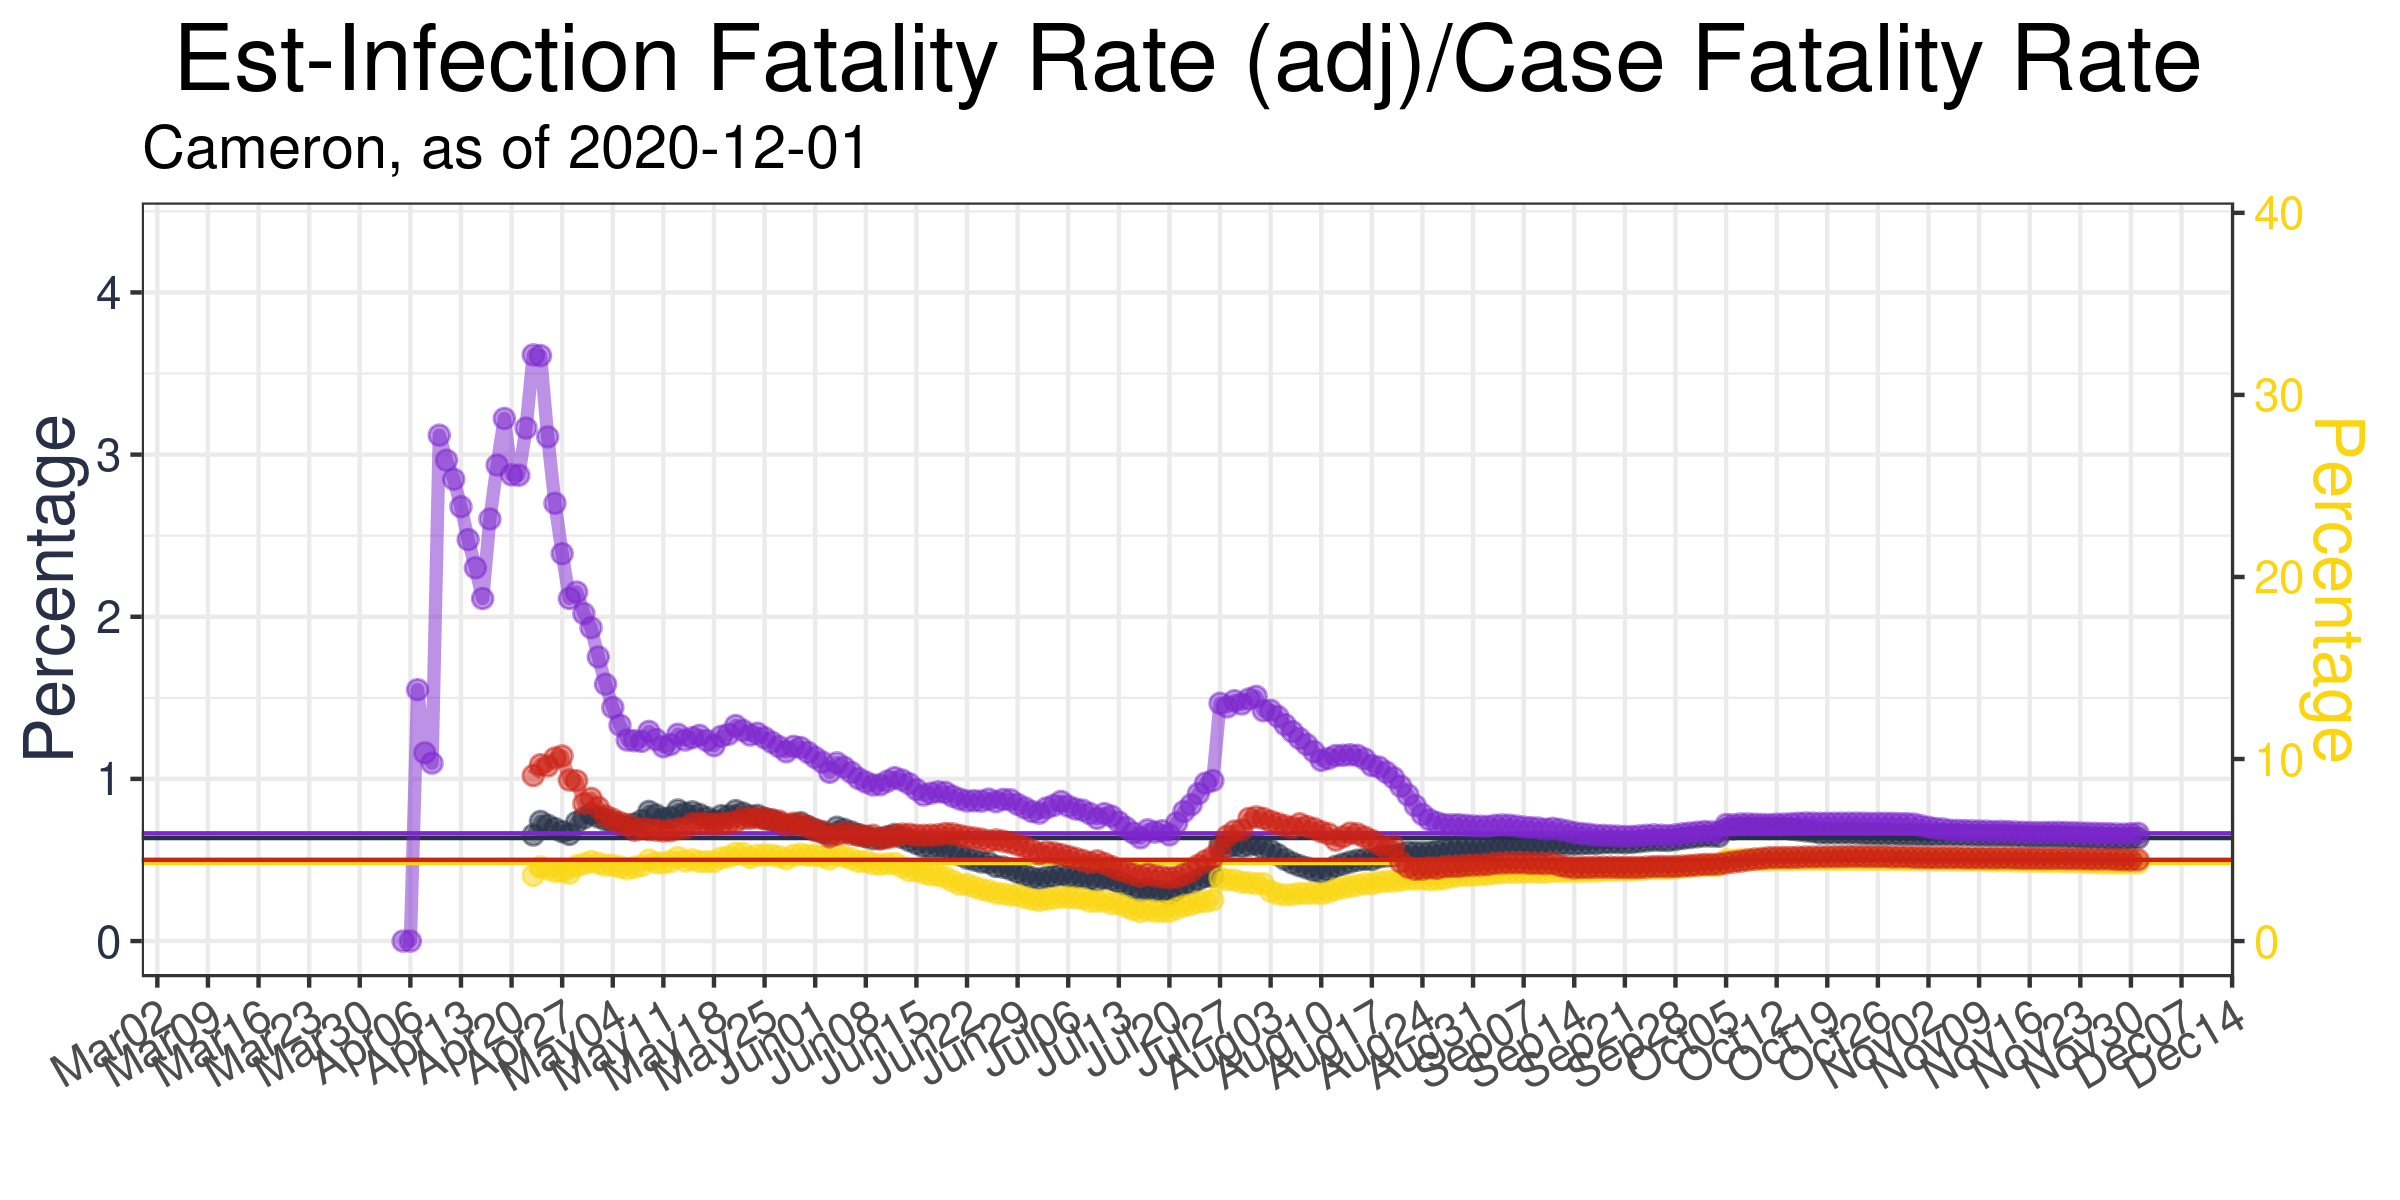 Est-Infection Fatality Rate (adj)/Case Fatality Rate
Cameron, as of 2020-12-01
Percentage
4
3
2
1
0
40
30
20
10
0
Percentage
Mar02
Mar09
Mar16
Mar23
Mar30
Apr06
Apr13
Apr20
Apr27
May04
May11
May18
May25
Jun01
Jun08
Jun15
Jun22
Jun29
Jul06
Jul13
Jul20
Jul27
Aug03
Aug10
Aug17
Aug24
Aug31
Sep07
Sep14
Sep21
Sep28
Oct05
Oct12
Oct19
Oct26
Nov02
Nov09
Nov16
Nov23
Nov30
Dec07
Dec14